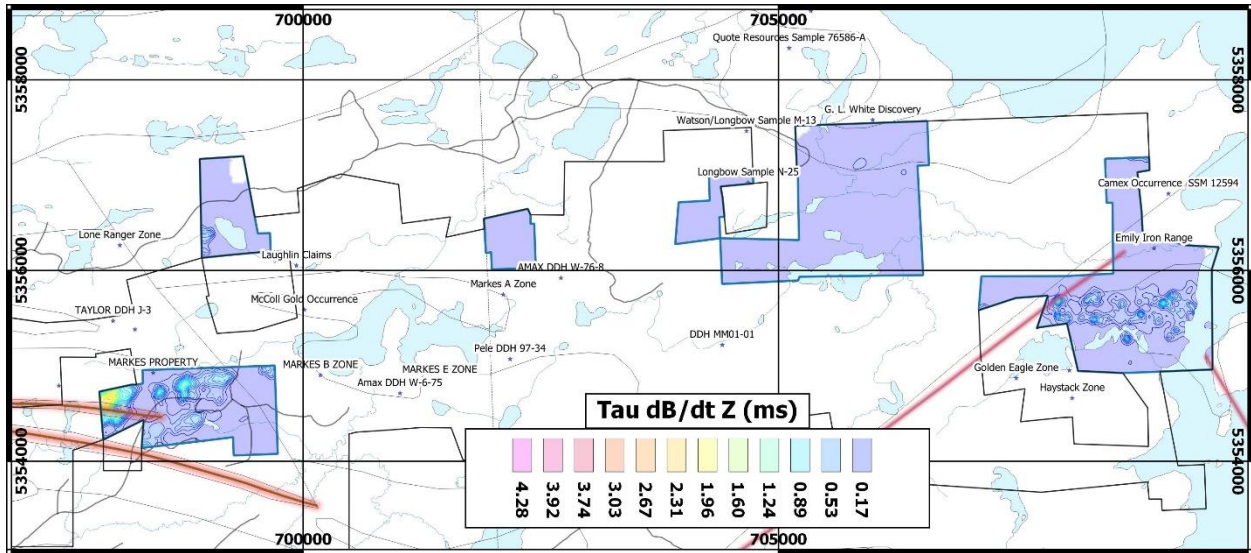 700000
705000
Quote Resources Sample 76586-A
5358000
5358000
G. L. White Discovery
Watson/Longbow Sample M-13
Longbow Sample N-25
Camex Occurrence SSM 12594
Lone Ranger Zone
Emily Iron Range
Laughlin Claims
5356000
AMAX DDH W-76-8
5356000
Markes A Zone
McColl Gold Occurrence
TAYLOR DDH J-3
DDH MM01-01
Pele DDH 97-34
MARKES PROPERTY
MARKES B ZONE
MARKES E ZONE
Golden Eagle Zone
Amax DDH W-6-75
Haystack Zone
Tau dB/dt Z (ms)
5354000
5354000
4.28
3.92
3.74
3.03
2.67
2.31
1.96
1.60
1.24
0.89
0.53
0.17
700000
705000